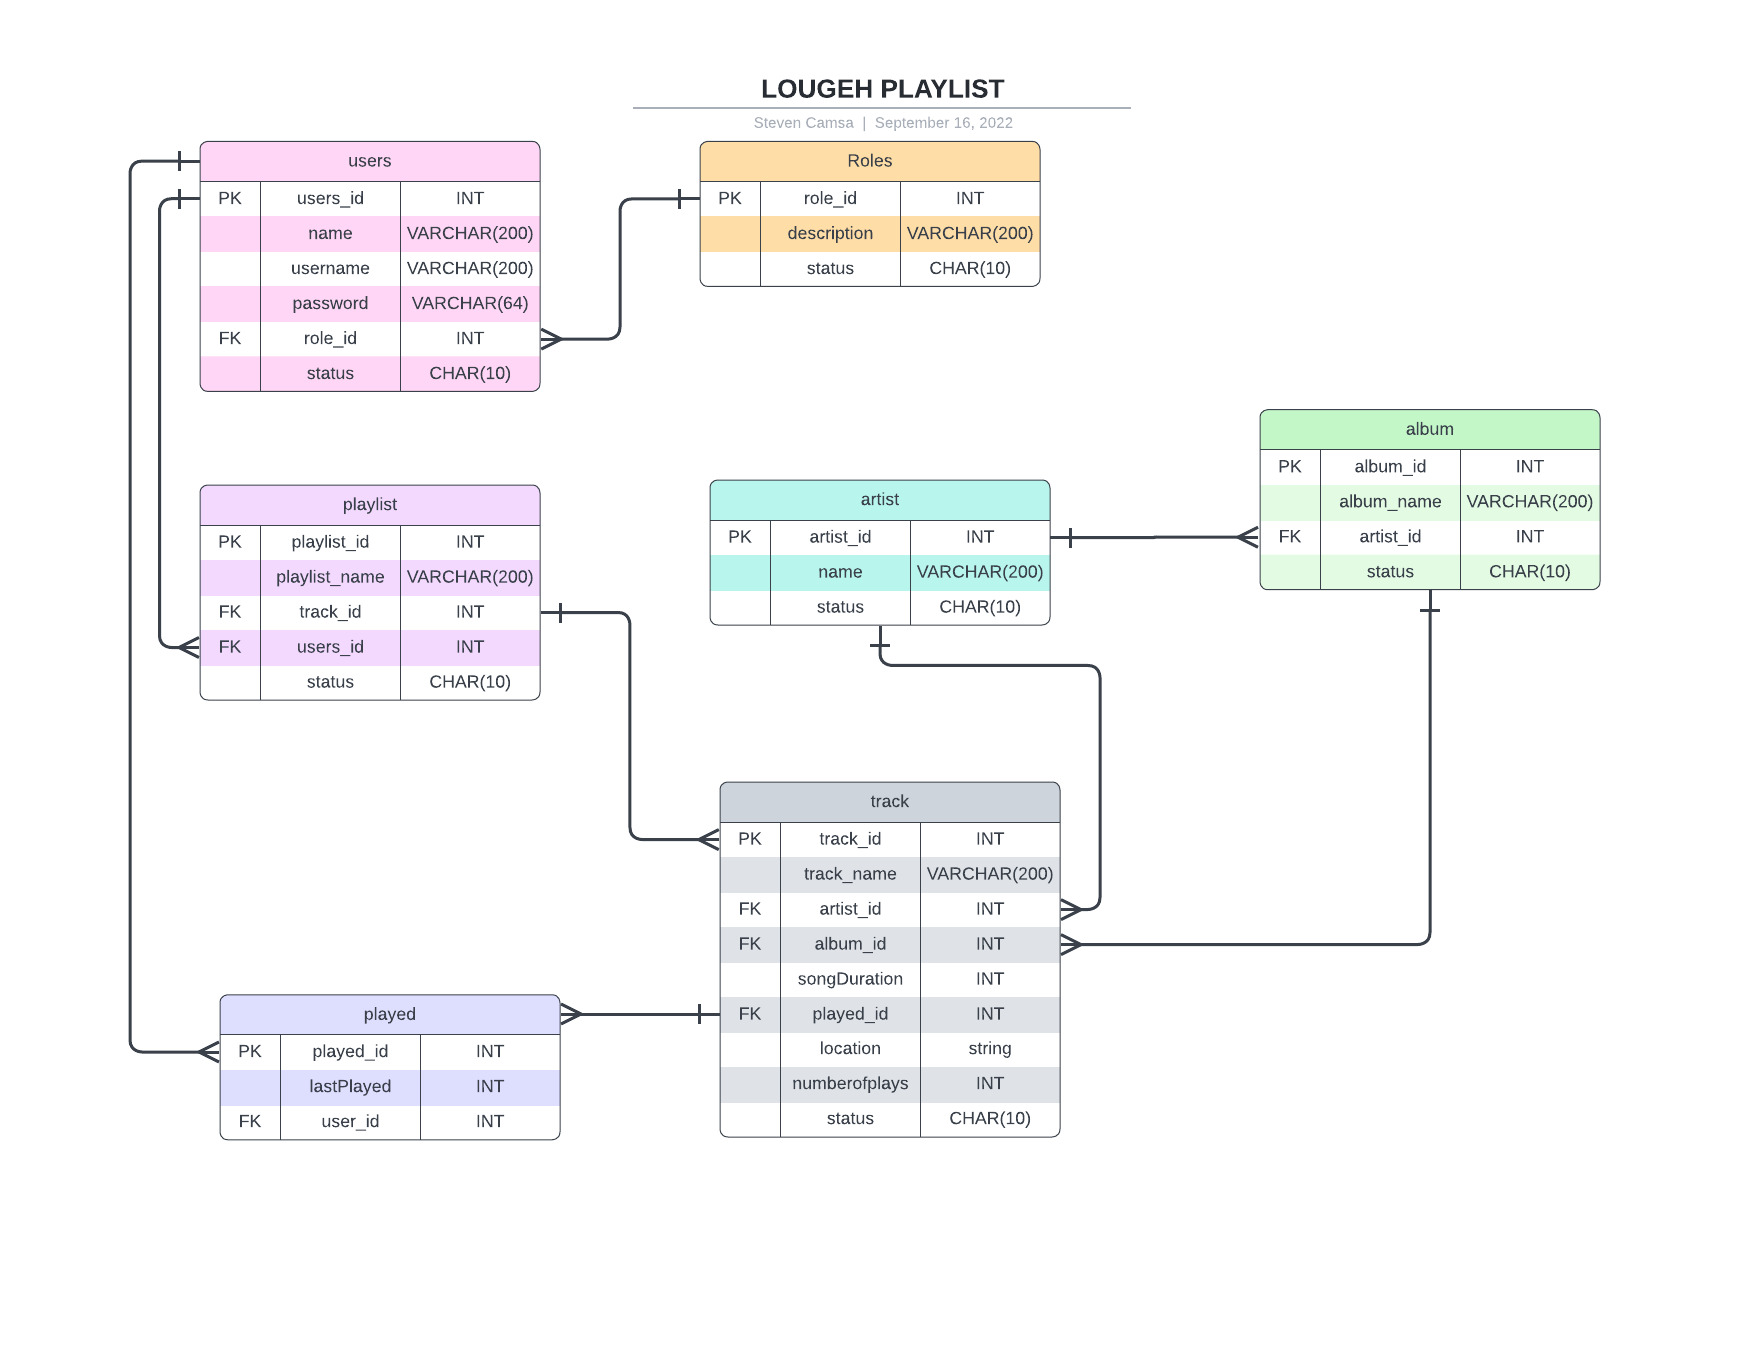 LOUGEH PLAYLIST
Steven Camsa | September 16, 2022
users
PK users_id INT
name VARCHAR(200)
username VARCHAR(200)
password VARCHAR(64)
FK role_id INT
status CHAR(10)
Roles
PK role_id INT
description VARCHAR(200)
status CHAR(10)
album
PK album_id INT
album_name VARCHAR(200)
FK artist_id INT
status CHAR(10)
playlist
PK playlist_id INT
playlist_name VARCHAR(200)
FK track_id INT
FK users_id INT
status CHAR(10)
artist
PK artist_id INT
name VARCHAR(200)
status CHAR(10)
track
PK track_id INT
track_name VARCHAR(200)
FK artist_id INT
FK album_id INT
songDuration INT
FK played_id INT
location string
numberofplays INT
status CHAR(10)
played
PK played_id INT
lastPlayed INT
FK user_id INT